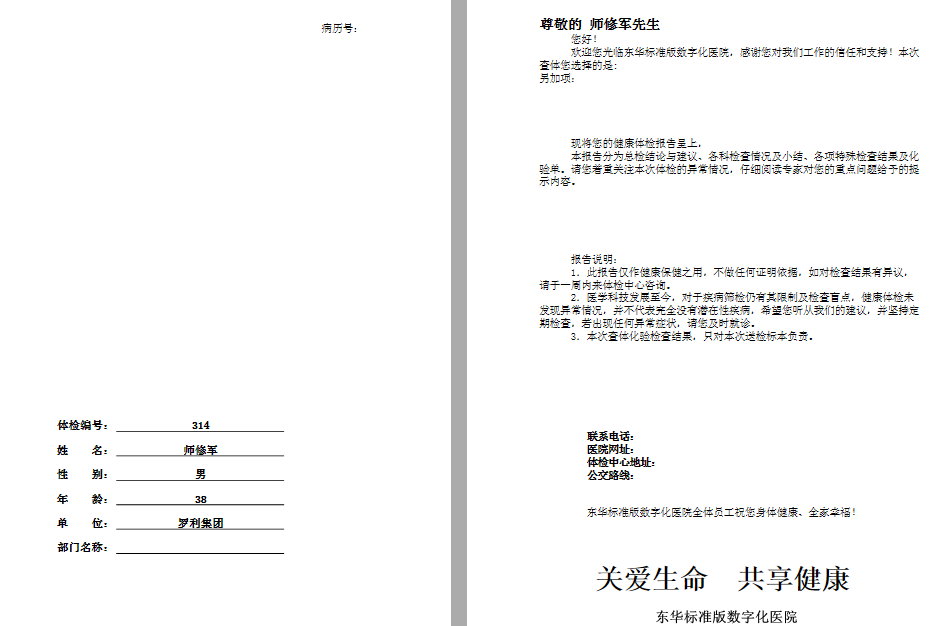 病历号:
体检编号: 314
姓 名: 师修军
性 别: 男
年 龄: 38
单 位: 罗利集团
部门名称:
尊敬的 师修军先生
您好!
欢迎您光临东华标准版数字化医院, 感谢您对我们工作的信任和支持! 本次
查体您选择的是:
另加项:
现将您的健康体检报告呈上,
本报告分为总检结论与建议、各科检查情况及小结、各项特殊检查结果及化
验单。请您着重关注本次体检的异常情况, 仔细阅读专家对您的重点问题给予的提
示内容。
报告说明:
1. 此报告仅作健康保健之用, 不做任何证明依据, 如对检查结果有异议,
请于一周内来体检中心咨询。
2. 医学科技发展至今, 对于疾病筛检仍有其限制及检查盲点, 健康体检未
发现异常情况, 并不代表完全没有潜在性疾病, 希望您听从我们的建议, 并坚持定
期检查, 若出现任何异常症状, 请您及时就诊。
3. 本次查体化验检查结果, 只对本次送检标本负责。
联系电话:
医院网址:
体检中心地址:
公交路线:
东华标准版数字化医院全体员工祝您身体健康、全家幸福!
关爱生命 共享健康
东华标准版数字化医院